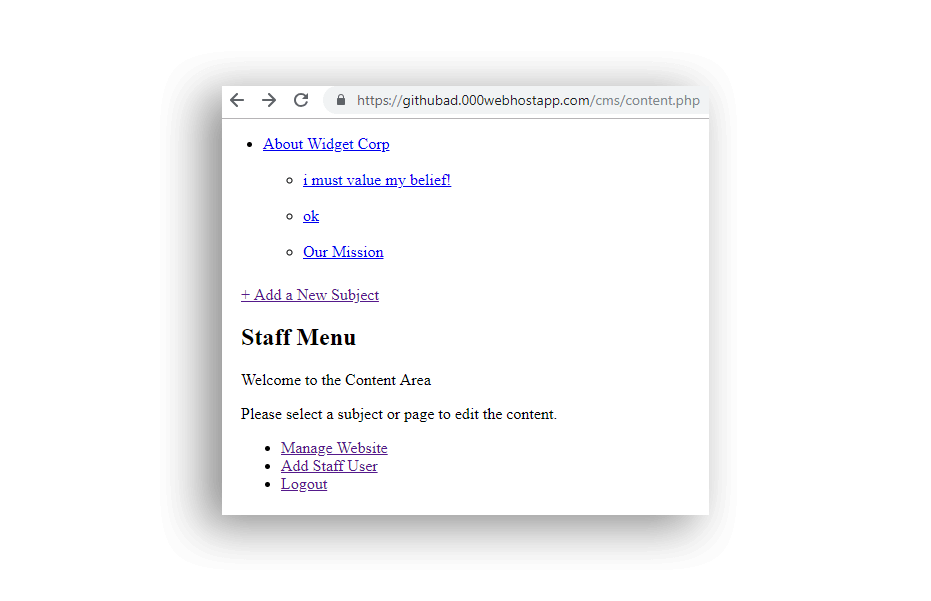 https://githubad.000webhostapp.com/cms/content.php
About Widget Corp
i must value my belief!
ok
Our Mission
+ Add a New Subject
Staff Menu
Welcome to the Content Area
Please select a subject or page to edit the content.
Manage Website
Add Staff User
Logout